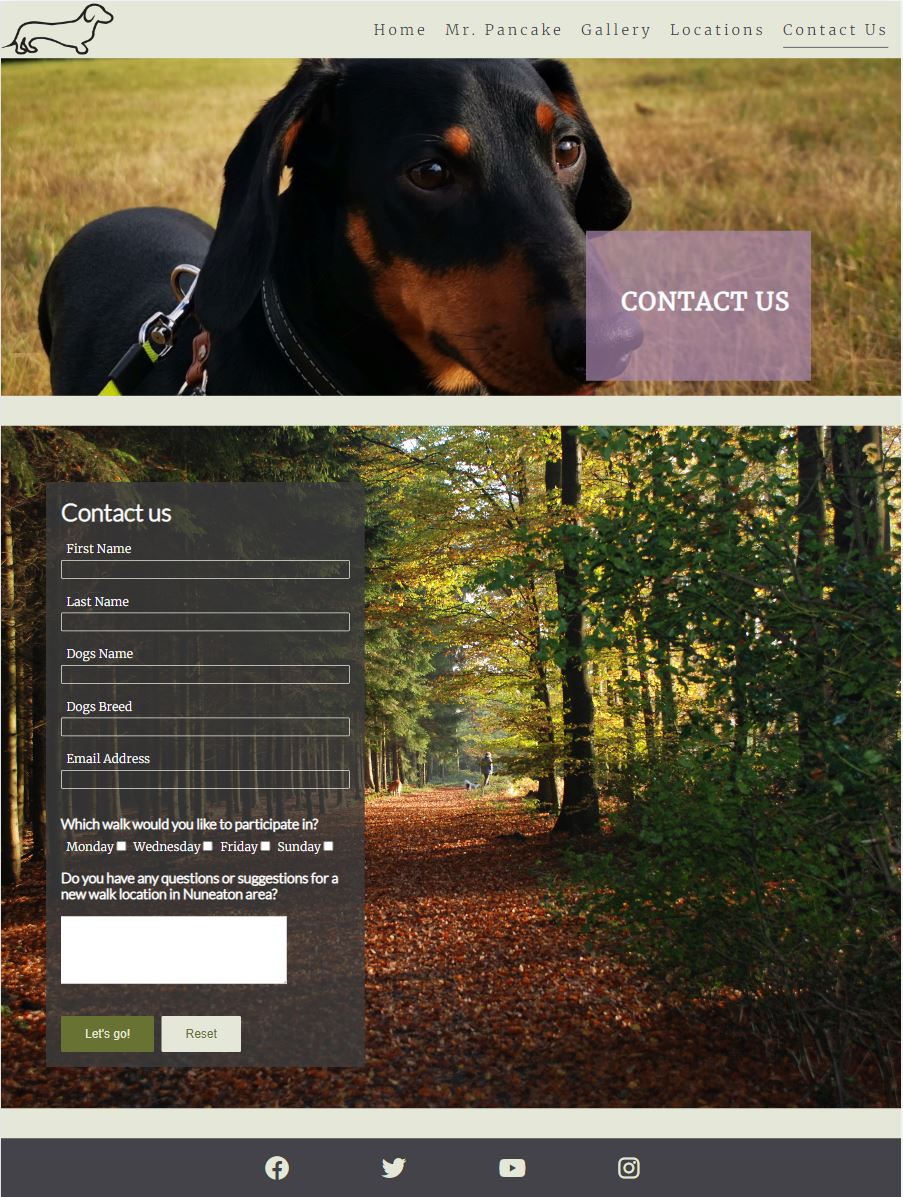 Home Mr. Pancake Gallery Locations Contact Us
CONTACT US
Contact us
First Name
Last Name
Dogs Name
Dogs Breed
Email Address
Which walk would you like to participate in?
Monday Wednesday Friday Sunday
Do you have any questions or suggestions for a
new walk location in Nuneaton area?
Let's go! Reset